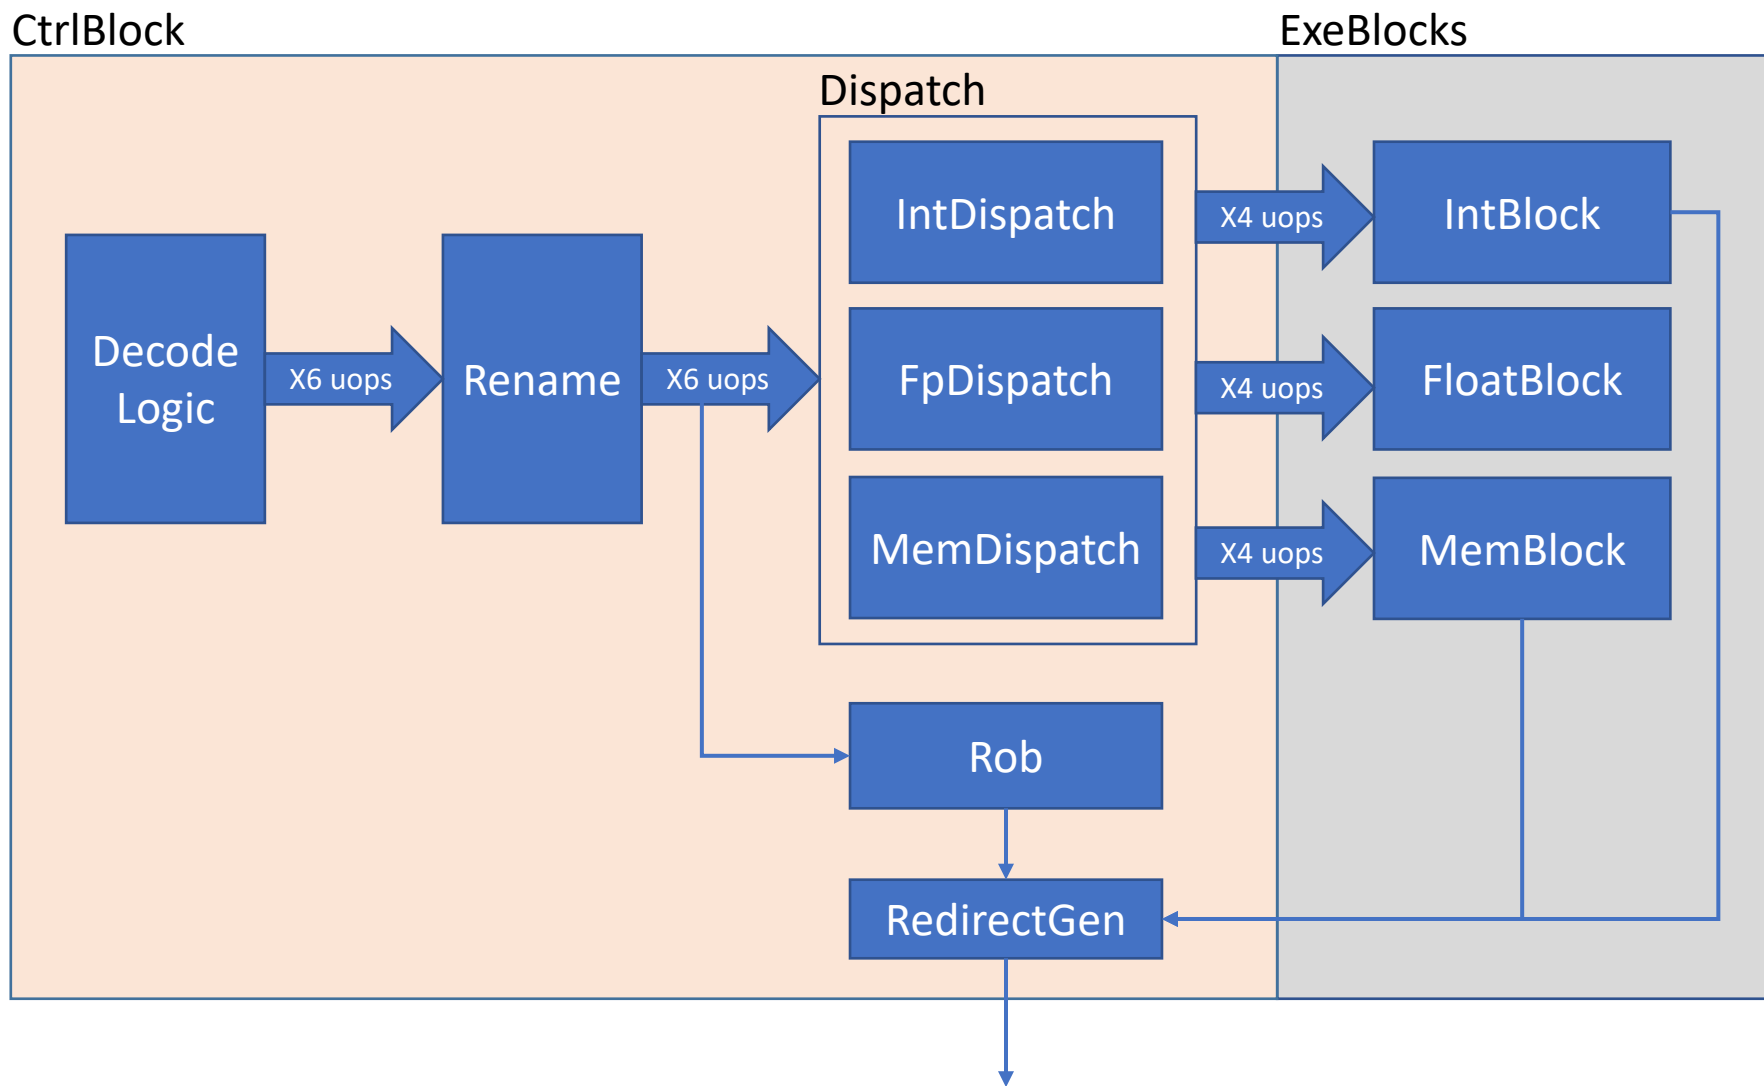 CtrlBlock
ExeBlocks
Dispatch
IntDispatch
X4 uops
IntBlock
Decode
Logic
X6 uops
Rename
X6 uops
FpDispatch
X4 uops
FloatBlock
MemDispatch
X4 uops
MemBlock
Rob
RedirectGen